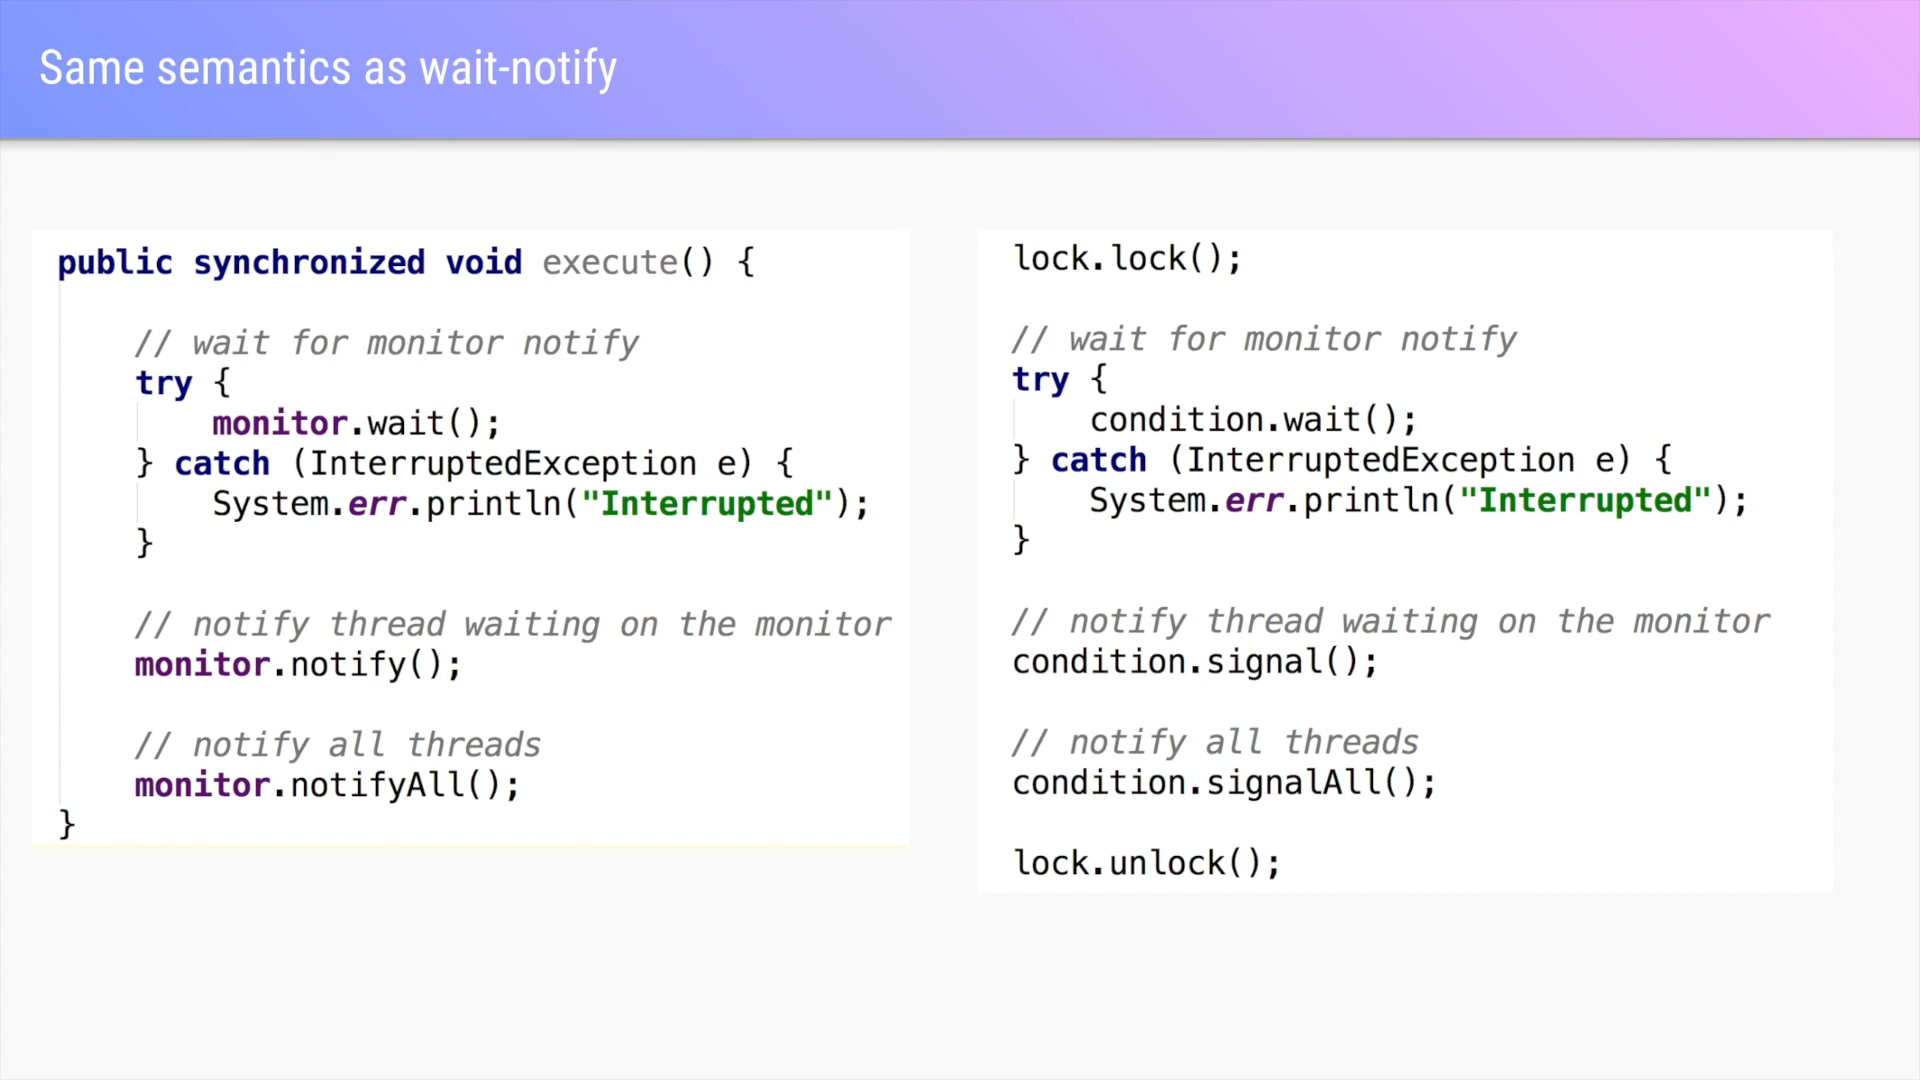 Same semantics as wait-notify
public synchronized void execute() {
// wait for monitor notify
try {
monitor.wait();
} catch (InterruptedException e) {
System.err.println("Interrupted");
}
// notify thread waiting on the monitor
monitor.notify();
// notify all threads
monitor.notifyAll();
}
lock.lock();
// wait for monitor notify
try {
condition.wait();
} catch (InterruptedException e) {
System.err.println("Interrupted");
}
// notify thread waiting on the monitor
condition.signal();
// notify all threads
condition.signalAll();
lock.unlock();